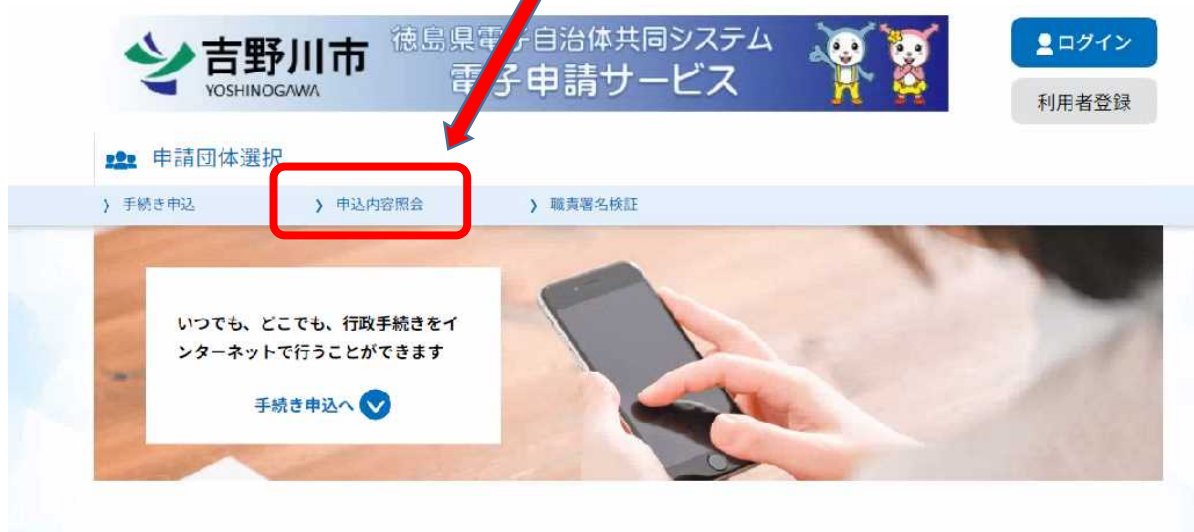 吉野川市
YOSHINOGAWA
徳島県電子自治体共同システム
電子申請サービス
ログイン
利用者登録
申請団体選択
手続き申込
申込内容照会
職責署名検証
いつでも、どこでも、行政手続きをイ
ンターネットで行うことができます
手続き申込へ